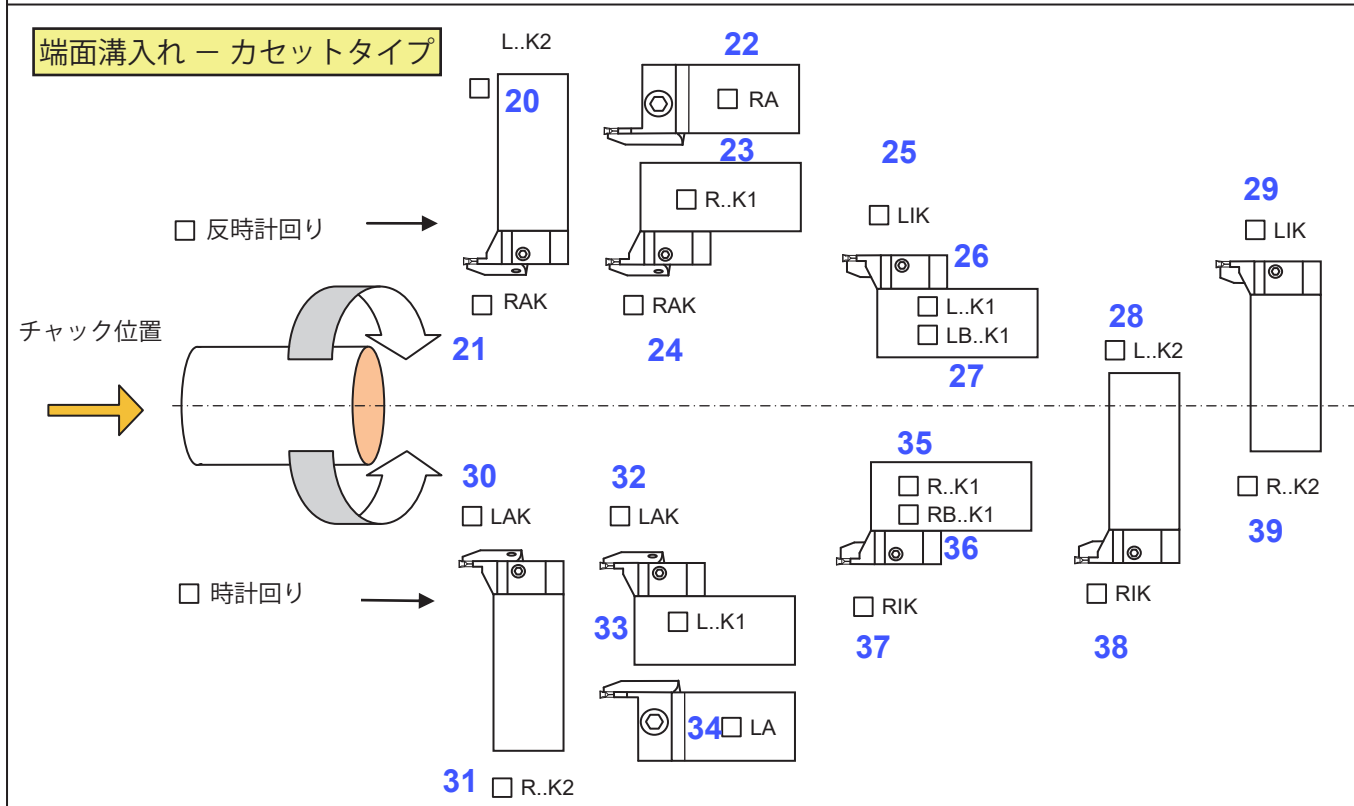 端面溝入れ － カセットタイプ
L..K2
20
22
RA
23
R..K1
反時計回り
RAK
21
RAK
24
25
LIK
26
L..K1
LB..K1
27
28
L..K2
29
LIK
チャック位置
30
LAK
32
LAK
35
R..K1
RB..K1
36
R..K2
39
時計回り
33
L..K1
RIK
37
RIK
38
34
LA
31
R..K2